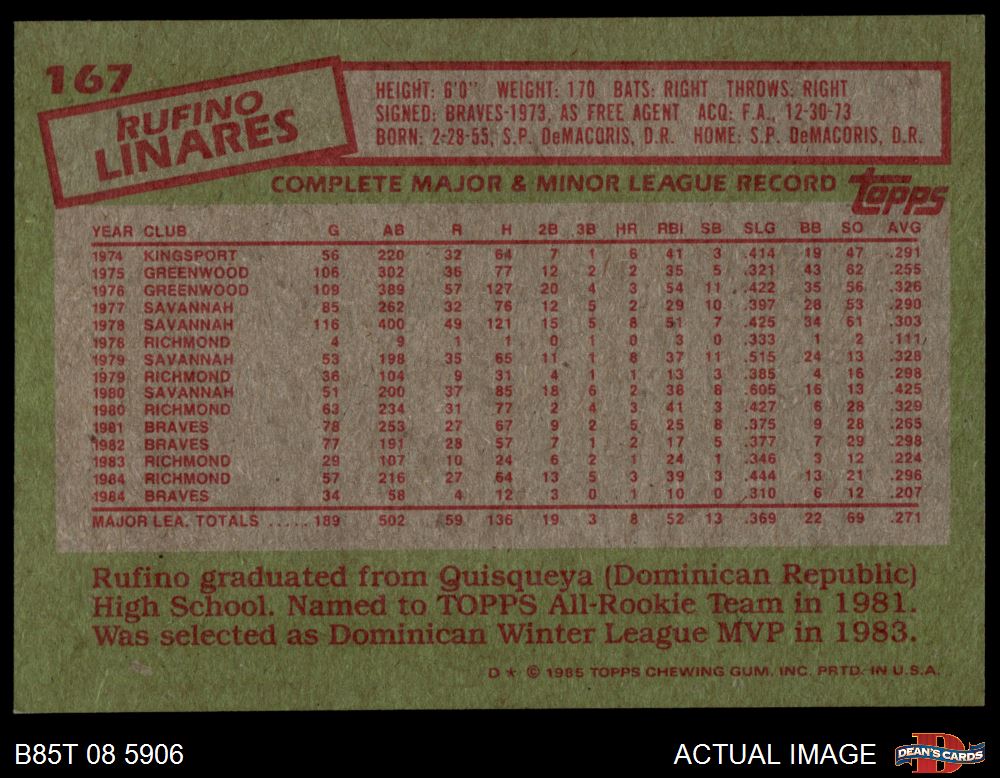 167
RUFINO
LINARES
HEIGHT: 6'0" WEIGHT: 170 BATS: RIGHT THROWS: RIGHT
SIGNED: BRAVES-1973, AS FREE AGENT ACQ: F.A., 12-30-73
BORN: 2-28-55, S.P. DeMACORIS, D.R. HOME: S.P. DeMACORIS, D.R.
COMPLETE MAJOR & MINOR LEAGUE RECORD topps
YEAR CLUB G AB R H 2B 3B HR RBI SB SLG BB SO AVG
1974 KINGSPORT 56 220 32 64 7 1 6 41 3 .414 19 47 .291
1975 GREENWOOD 106 302 36 77 12 2 2 35 5 .321 43 62 .255
1976 GREENWOOD 109 389 57 127 20 4 3 54 11 .422 35 56 .326
1977 SAVANNAH 85 262 32 76 12 5 2 29 10 .397 28 53 .290
1978 SAVANNAH 116 400 49 121 15 5 8 51 7 .425 34 61 .303
1978 RICHMOND 4 9 1 1 0 1 0 3 0 .333 1 2 .111
1979 SAVANNAH 53 198 35 65 11 1 8 37 11 .515 24 13 .328
1979 RICHMOND 36 104 9 31 4 1 1 13 3 .385 4 16 .298
1980 SAVANNAH 51 200 37 85 18 6 2 38 8 .605 16 13 .425
1980 RICHMOND 63 234 31 77 2 4 3 41 3 .427 6 28 .329
1981 BRAVES 78 253 27 67 9 2 5 25 8 .375 9 28 .265
1982 BRAVES 77 191 28 57 7 1 2 17 5 .377 7 29 .298
1983 RICHMOND 29 107 10 24 6 2 1 24 1 .346 3 12 .224
1984 RICHMOND 57 216 27 64 13 5 3 39 3 .444 13 21 .296
1984 BRAVES 34 58 4 12 3 0 1 10 0 .310 6 12 .207
MAJOR LEA. TOTALS ..... 189 502 59 136 19 3 8 52 13 .369 22 69 .271
Rufino graduated from Quisqueya (Dominican Republic)
High School. Named to TOPPS All-Rookie Team in 1981.
Was selected as Dominican Winter League MVP in 1983.
D * © 1985 TOPPS CHEWING GUM, INC. PRTD. IN U.S.A.
B85T 08 5906 ACTUAL IMAGE D DEAN'S CARDS